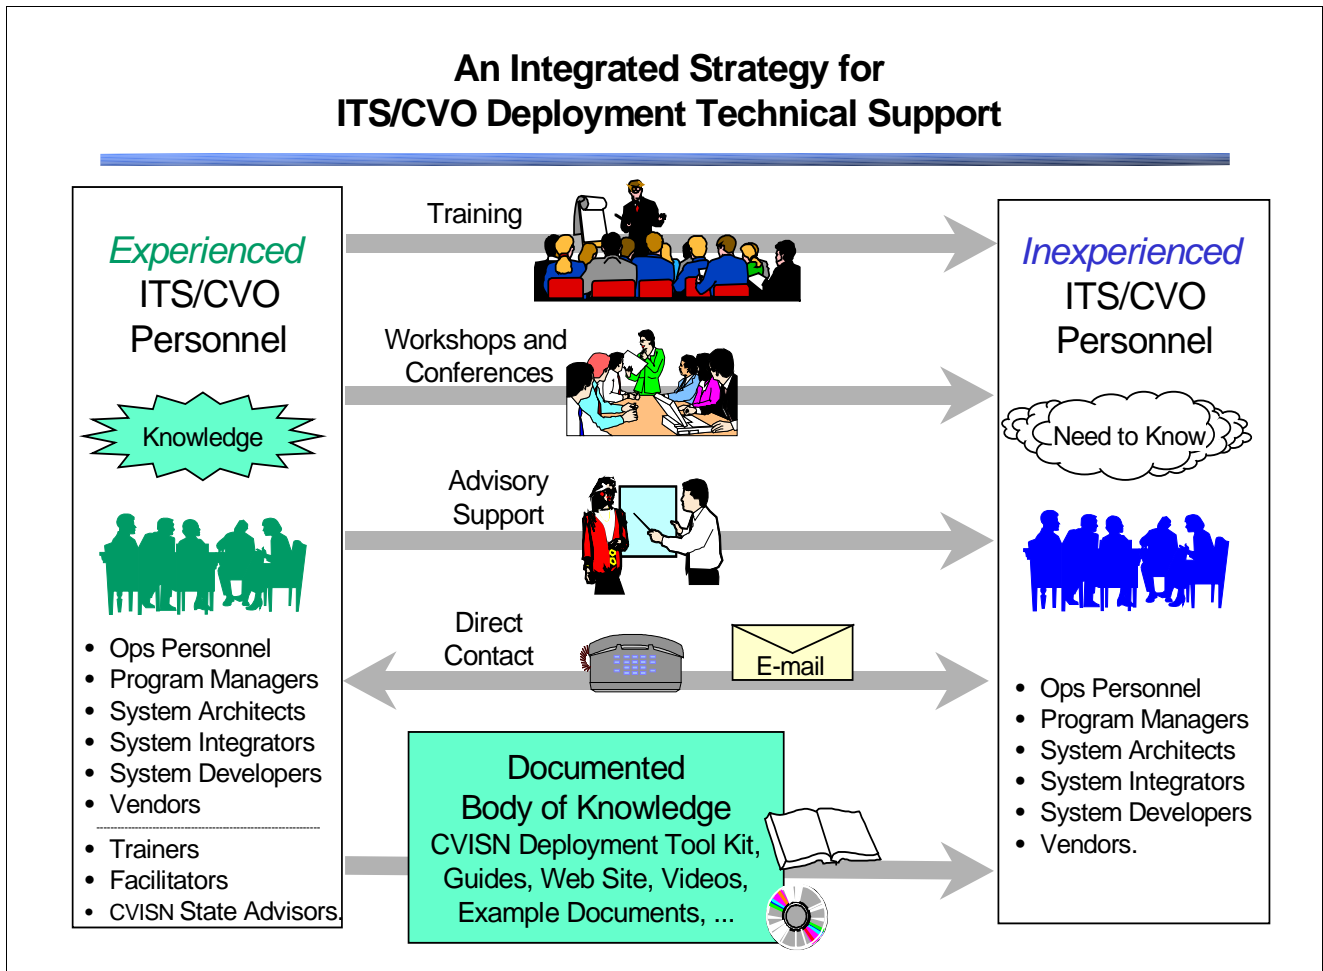 An Integrated Strategy for
ITS/CVO Deployment Technical Support
Experienced
ITS/CVO
Personnel
Knowledge
• Ops Personnel
• Program Managers
• System Architects
• System Integrators
• System Developers
• Vendors
• Trainers
• Facilitators
• CVISN State Advisors.
Training
Workshops and
Conferences
Advisory
Support
Direct
Contact
E-mail
Documented
Body of Knowledge
CVISN Deployment Tool Kit,
Guides, Web Site, Videos,
Example Documents, ...
Inexperienced
ITS/CVO
Personnel
Need to Know
• Ops Personnel
• Program Managers
• System Architects
• System Integrators
• System Developers
• Vendors.